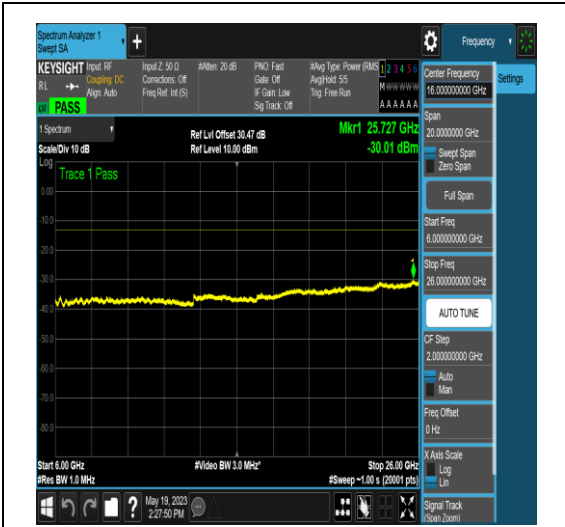 Spectrum Analyzer 1
Swept SA
+
Frequency
KEYSIGHT
RL
PASS
Input: RF
Coupling: DC
Align: Auto
Input Z: 50 Ω
Corrections: Off
Freq Ref: Int (S)
#Atten: 20 dB
PNO: Fast
Gate: Off
IF Gain: Low
Sig Track: Off
#Avg Type: Power (RMS
Avg|Hold: 5/5
Trig: Free Run
1 2 3 4 5 6
M w w w w w
A A A A A A
1 Spectrum
Scale/Div 10 dB
Ref Lvl Offset 30.47 dB
Ref Level 10.00 dBm
Mkr1 25.727 GHz
-30.01 dBm
Log
Trace 1 Pass
0.00
-10.0
-20.0
-30.0
-40.0
-50.0
-60.0
-70.0
-80.0
1
Start 6.00 GHz
#Res BW 1.0 MHz
#Video BW 3.0 MHz*
Stop 26.00 GHz
#Sweep ~1.00 s (20001 pts)
?
May 19, 2023
2:27:50 PM
Center Frequency
16.000000000 GHz
Settings
Span
20.0000000 GHz
Swept Span
Zero Span
Full Span
Start Freq
6.000000000 GHz
Stop Freq
26.000000000 GHz
AUTO TUNE
CF Step
2.000000000 GHz
Auto
Man
Freq Offset
0 Hz
X Axis Scale
Log
Lin
Signal Track
(Span Zoom)